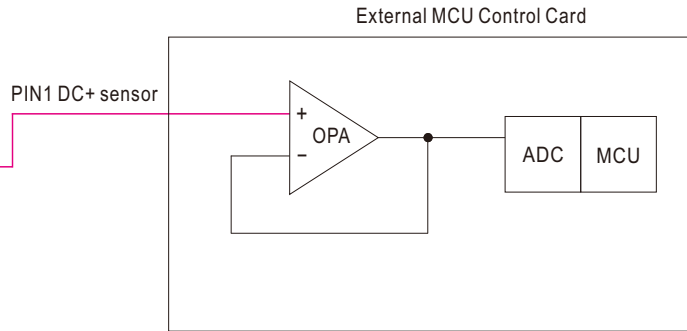 External MCU Control Card
PIN1 DC+ sensor
+
OPA
−
ADC
MCU